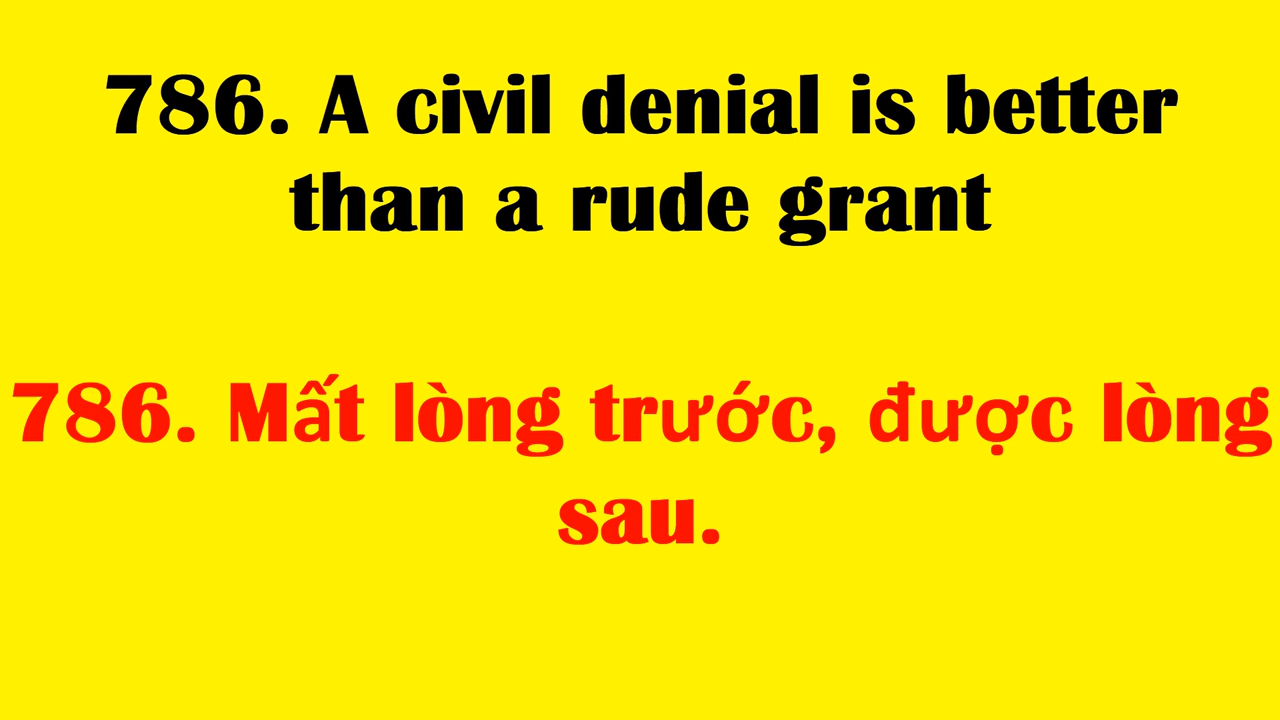 786. A civil denial is better
than a rude grant
786. Mất lòng trước, được lòng
sau.